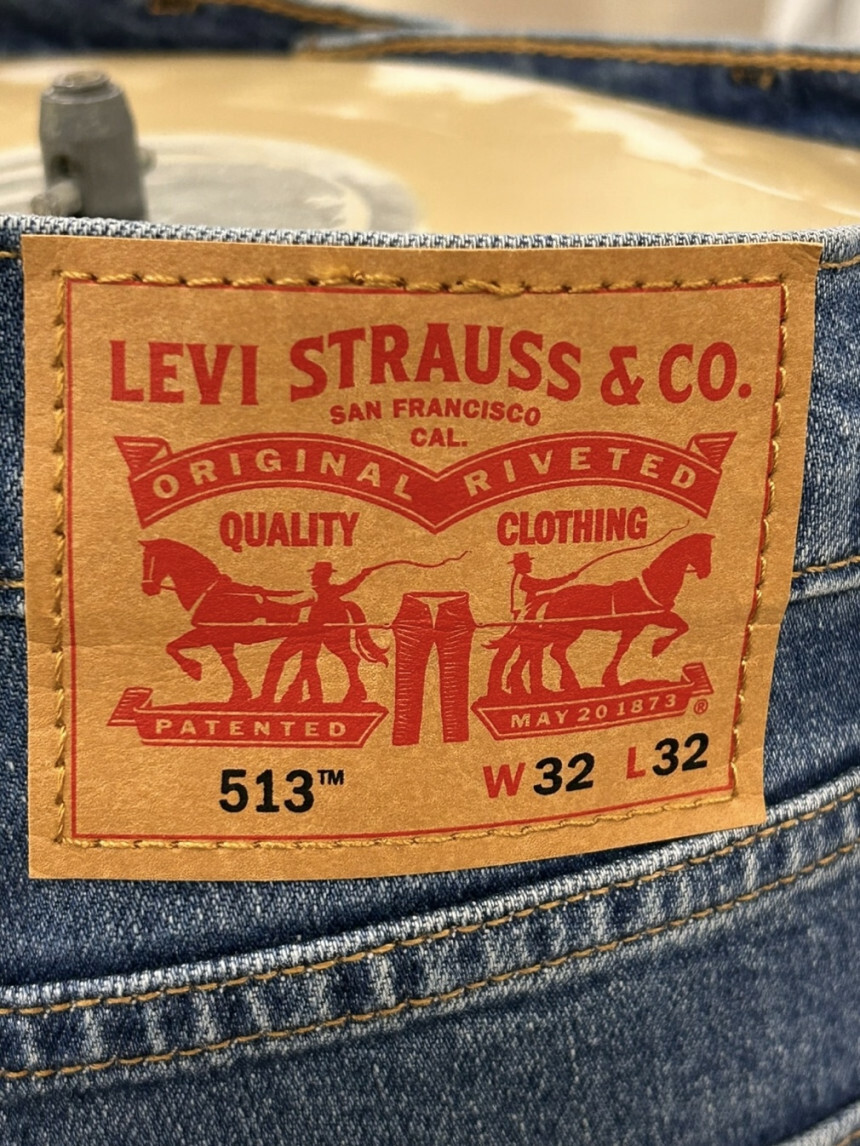 LEVI STRAUSS & CO.
SAN FRANCISCO
CAL.
ORIGINAL RIVETED
QUALITY CLOTHING
PATENTED MAY 20 1873 ®
513™ W32 L32